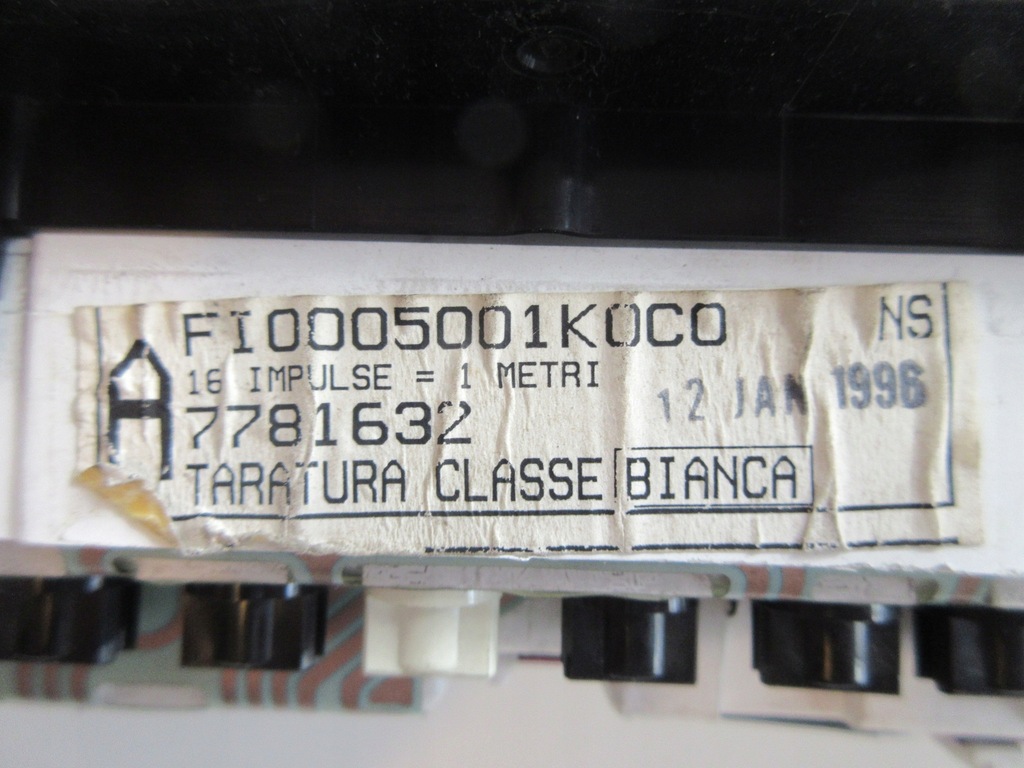 FI0005001K0C0 NS
16 IMPULSE = 1 METRI
12 JAN 1996
A 7781632
TARATURA CLASSE BIANCA